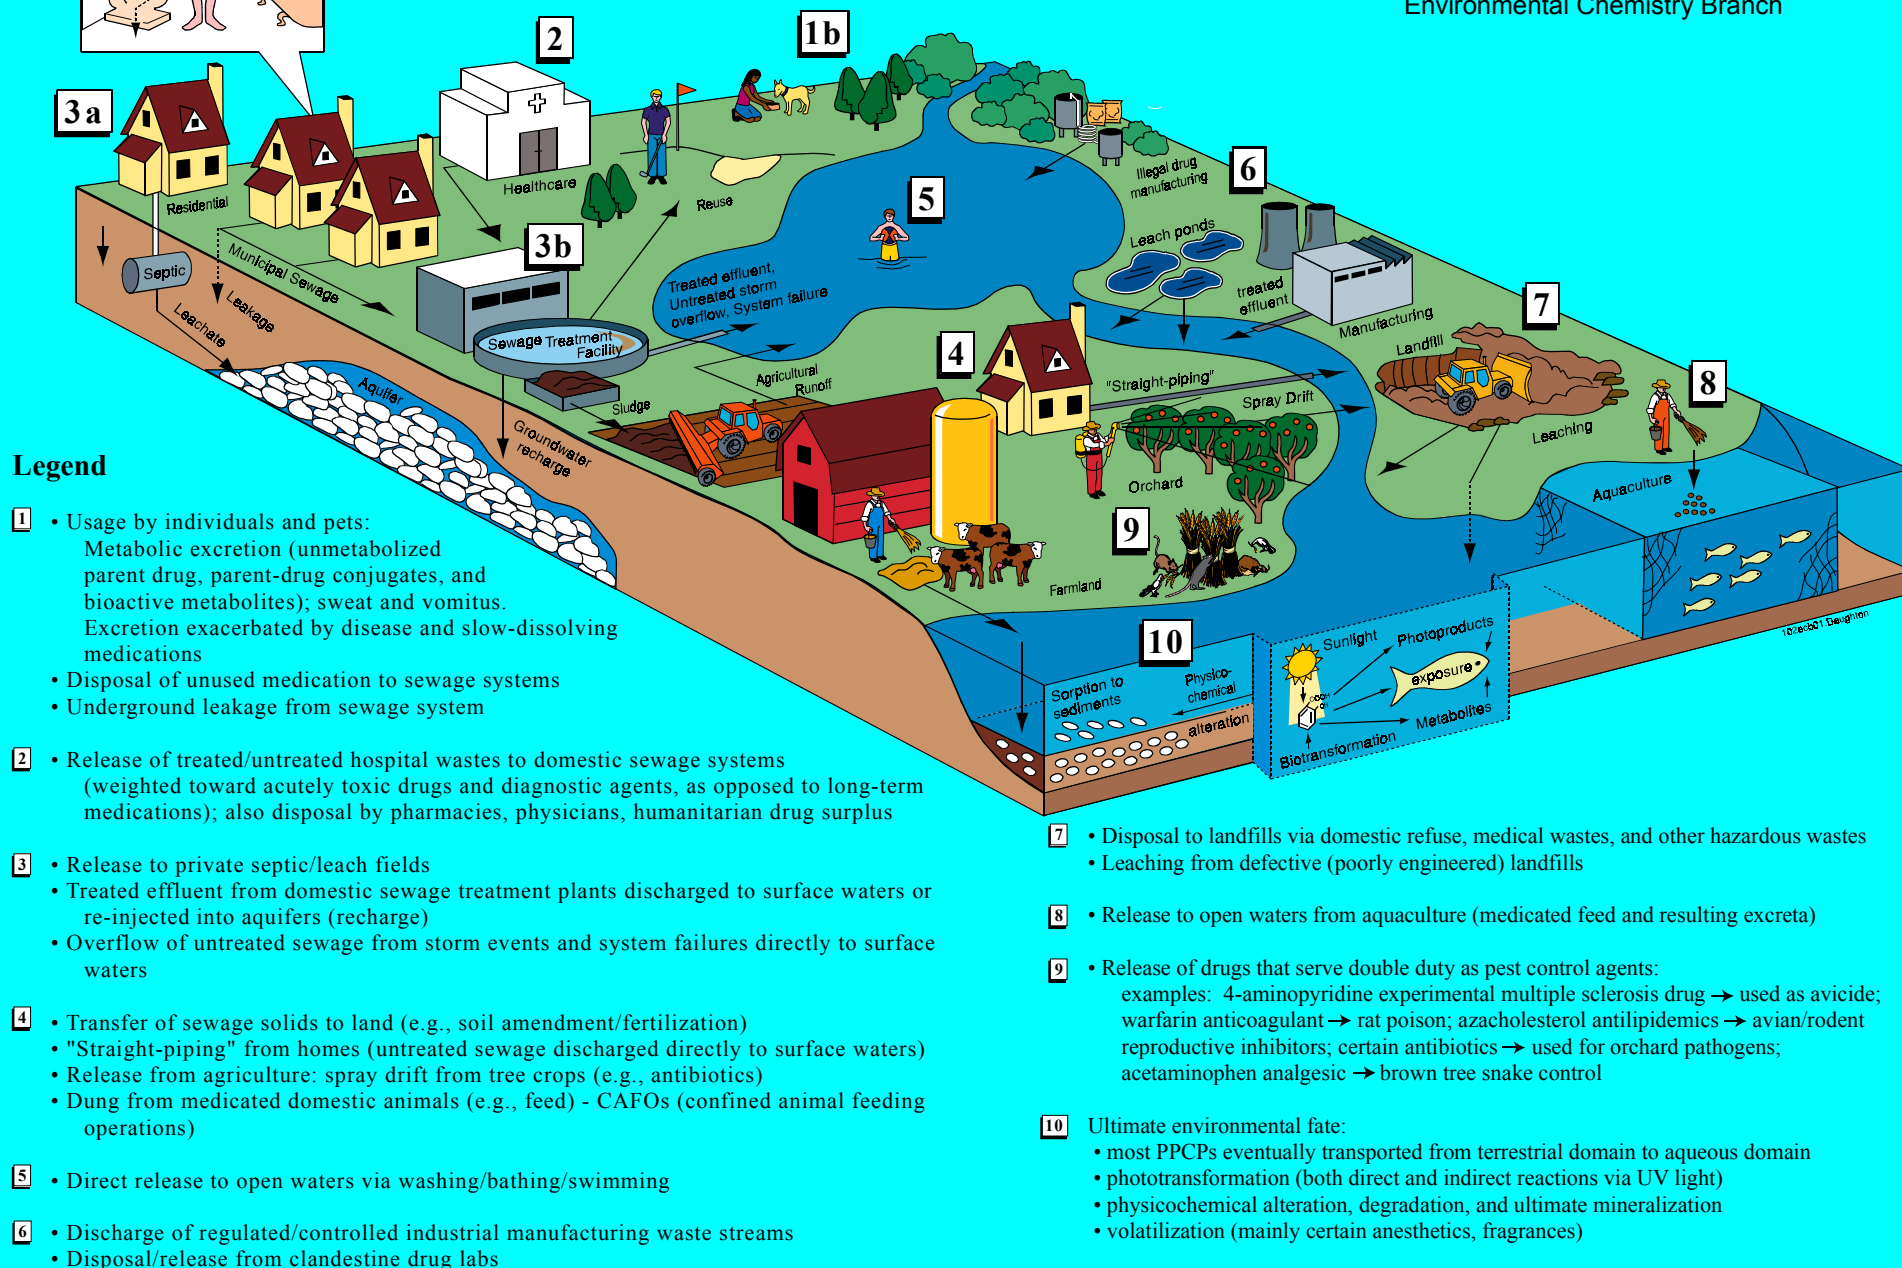 Environmental Chemistry Branch
2
1b
3a
Healthcare
Residential
Reuse
5
Illegal drug
manufacturing
6
Leach ponds
3b
Septic
Municipal Sewage
Leakage
Leachate
Treated effluent,
Untreated storm
overflow, System failure
treated
effluent
Manufacturing
7
Sewage Treatment
Facility
4
Landfill
8
Aquifer
Agricultural
Runoff
"Straight-piping"
Spray Drift
Sludge
Groundwater
recharge
Leaching
Orchard
Aquaculture
9
Farmland
10
Sorption to
sediments
Physico-
chemical
alteration
Sunlight
Photoproducts
exposure
Metabolites
Biotransformation
102ecb01.Daughton
Legend
1 • Usage by individuals and pets:
Metabolic excretion (unmetabolized
parent drug, parent-drug conjugates, and
bioactive metabolites); sweat and vomitus.
Excretion exacerbated by disease and slow-dissolving
medications
• Disposal of unused medication to sewage systems
• Underground leakage from sewage system
2 • Release of treated/untreated hospital wastes to domestic sewage systems
(weighted toward acutely toxic drugs and diagnostic agents, as opposed to long-term
medications); also disposal by pharmacies, physicians, humanitarian drug surplus
3 • Release to private septic/leach fields
• Treated effluent from domestic sewage treatment plants discharged to surface waters or
re-injected into aquifers (recharge)
• Overflow of untreated sewage from storm events and system failures directly to surface
waters
4 • Transfer of sewage solids to land (e.g., soil amendment/fertilization)
• "Straight-piping" from homes (untreated sewage discharged directly to surface waters)
• Release from agriculture: spray drift from tree crops (e.g., antibiotics)
• Dung from medicated domestic animals (e.g., feed) - CAFOs (confined animal feeding
operations)
5 • Direct release to open waters via washing/bathing/swimming
6 • Discharge of regulated/controlled industrial manufacturing waste streams
• Disposal/release from clandestine drug labs
7 • Disposal to landfills via domestic refuse, medical wastes, and other hazardous wastes
• Leaching from defective (poorly engineered) landfills
8 • Release to open waters from aquaculture (medicated feed and resulting excreta)
9 • Release of drugs that serve double duty as pest control agents:
examples: 4-aminopyridine experimental multiple sclerosis drug → used as avicide;
warfarin anticoagulant → rat poison; azacholesterol antilipidemics → avian/rodent
reproductive inhibitors; certain antibiotics → used for orchard pathogens;
acetaminophen analgesic → brown tree snake control
10 Ultimate environmental fate:
• most PPCPs eventually transported from terrestrial domain to aqueous domain
• phototransformation (both direct and indirect reactions via UV light)
• physicochemical alteration, degradation, and ultimate mineralization
• volatilization (mainly certain anesthetics, fragrances)